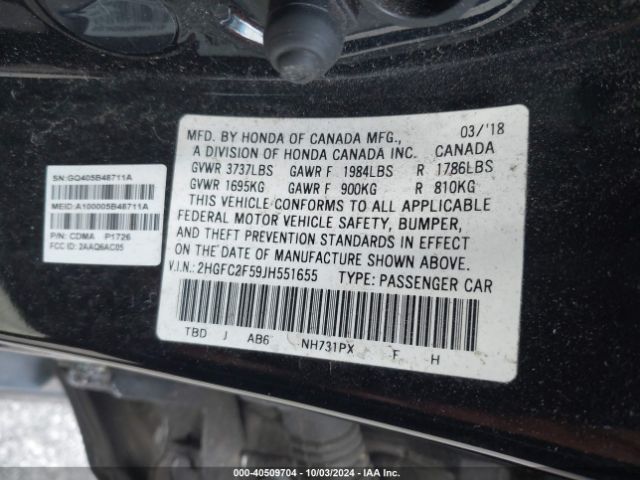 SN:GQ405B48711A
MEID:A100005B48711A
P/N: CDMA P1726
FCC ID: 2AAQ6AC05
MFD. BY HONDA OF CANADA MFG., 03/'18
A DIVISION OF HONDA CANADA INC. CANADA
GVWR 3737LBS GAWR F 1984LBS R 1786LBS
GVWR 1695KG GAWR F 900KG R 810KG
THIS VEHICLE CONFORMS TO ALL APPLICABLE
FEDERAL MOTOR VEHICLE SAFETY, BUMPER,
AND THEFT PREVENTION STANDARDS IN EFFECT
ON THE DATE OF MANUFACTURE SHOWN ABOVE.
V.I.N.: 2HGFC2F59JH551655 TYPE: PASSENGER CAR
TBD J AB6 NH731PX F H
000-40509704 - 10/03/2024 - IAA Inc.